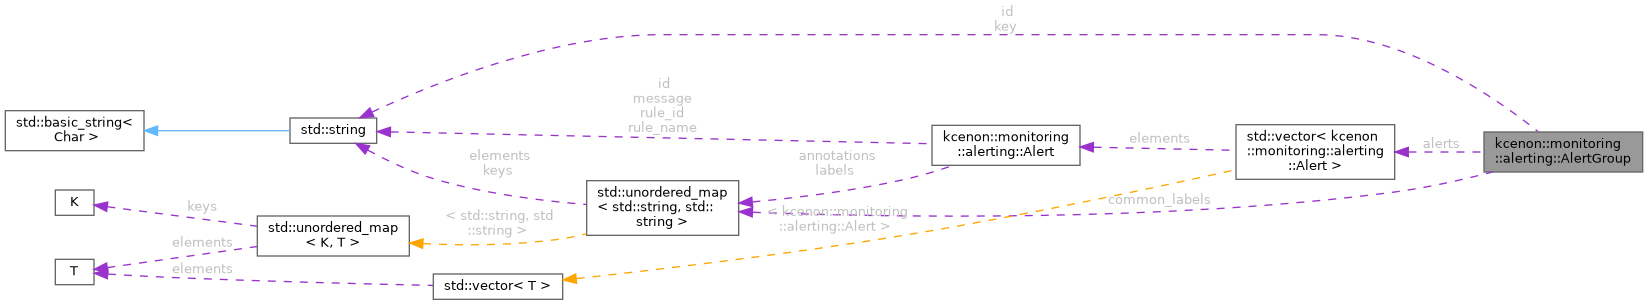 id
key
id
message
rule_id
rule_name
std::basic_string<
Char >
std::string
kcenon::monitoring
::alerting::Alert
elements
std::vector< kcenon
::monitoring::alerting
::Alert >
alerts
kcenon::monitoring
::alerting::AlertGroup
elements
keys
annotations
labels
K
keys
std::unordered_map
< std::string, std::
string >
common_labels
< std::string, std
::string >
< kcenon::monitoring
::alerting::Alert >
std::unordered_map
< K, T >
elements
T
elements
std::vector< T >